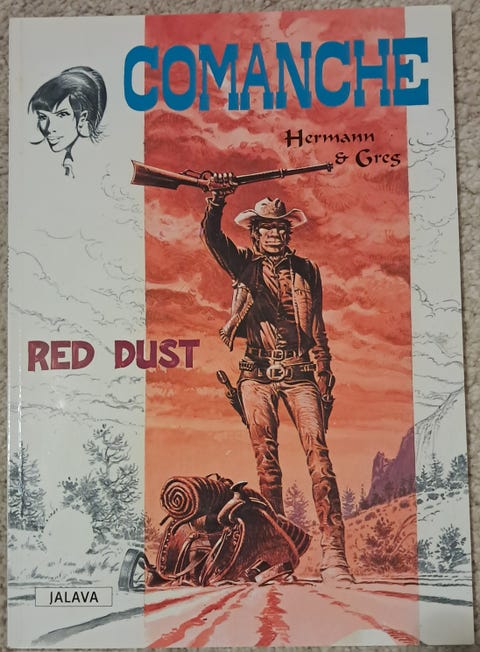 COMANCHE
Hermann
& Greg
RED DUST
JALAVA